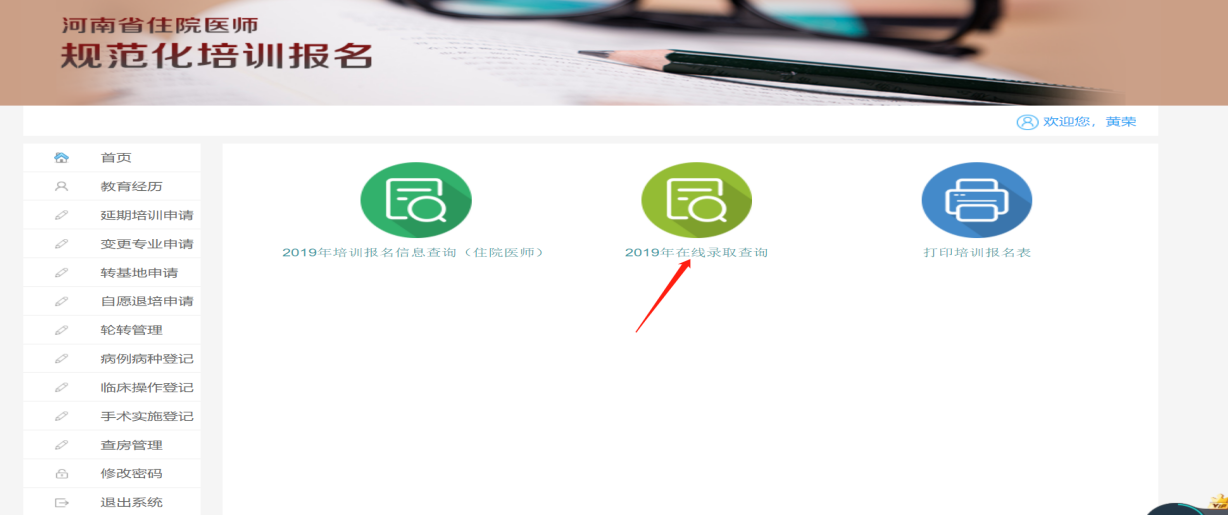 河南省住院医师
规范化培训报名
欢迎您，黄荣
首页
教育经历
延期培训申请
变更专业申请
转基地申请
自愿退培申请
轮转管理
病例病种登记
临床操作登记
手术实施登记
查房管理
修改密码
退出系统
2019年培训报名信息查询（住院医师）
2019年在线录取查询
打印培训报名表